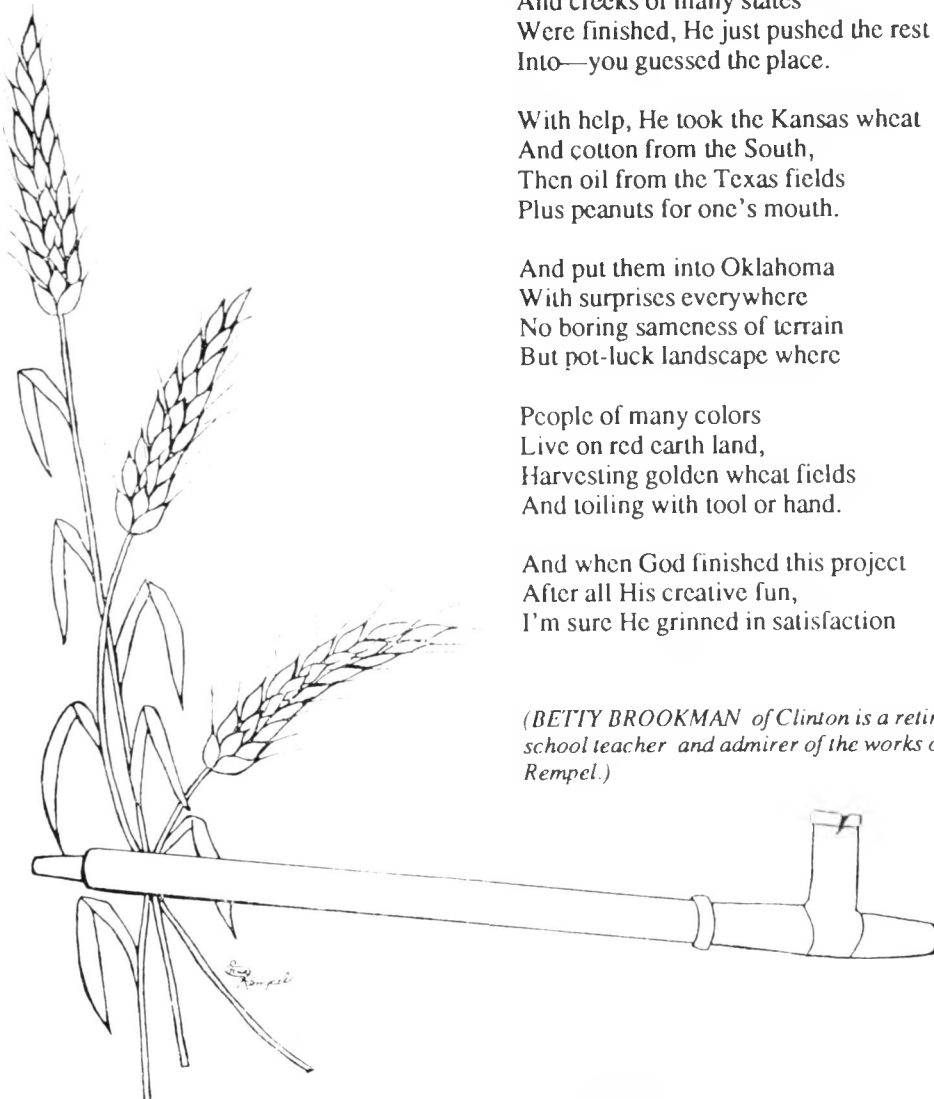 And creeks of many states
Were finished, He just pushed the rest
Into—you guessed the place.

With help, He took the Kansas wheat
And cotton from the South,
Then oil from the Texas fields
Plus peanuts for one's mouth.

And put them into Oklahoma
With surprises everywhere
No boring sameness of terrain
But pot-luck landscape where

People of many colors
Live on red earth land,
Harvesting golden wheat fields
And toiling with tool or hand.

And when God finished this project
After all His creative fun,
I'm sure He grinned in satisfaction

(BETTY BROOKMAN of Clinton is a
school teacher and admirer of the works
Rempel.)

Rempel